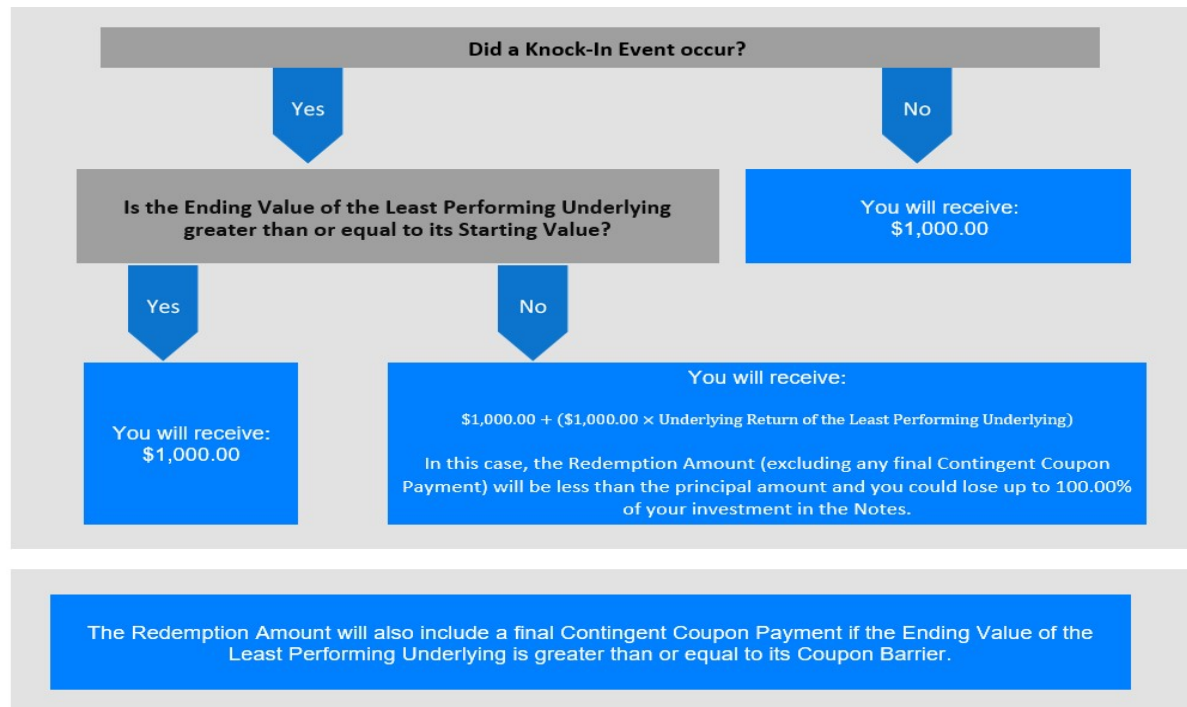 Did a Knock-In Event occur?
Yes
No
Is the Ending Value of the Least Performing Underlying
greater than or equal to its Starting Value?
You will receive:
$1,000.00
Yes
No
You will receive:
$1,000.00
You will receive:
$1,000.00 + ($1,000.00 × Underlying Return of the Least Performing Underlying)
In this case, the Redemption Amount (excluding any final Contingent Coupon
Payment) will be less than the principal amount and you could lose up to 100.00%
of your investment in the Notes.
The Redemption Amount will also include a final Contingent Coupon Payment if the Ending Value of the
Least Performing Underlying is greater than or equal to its Coupon Barrier.